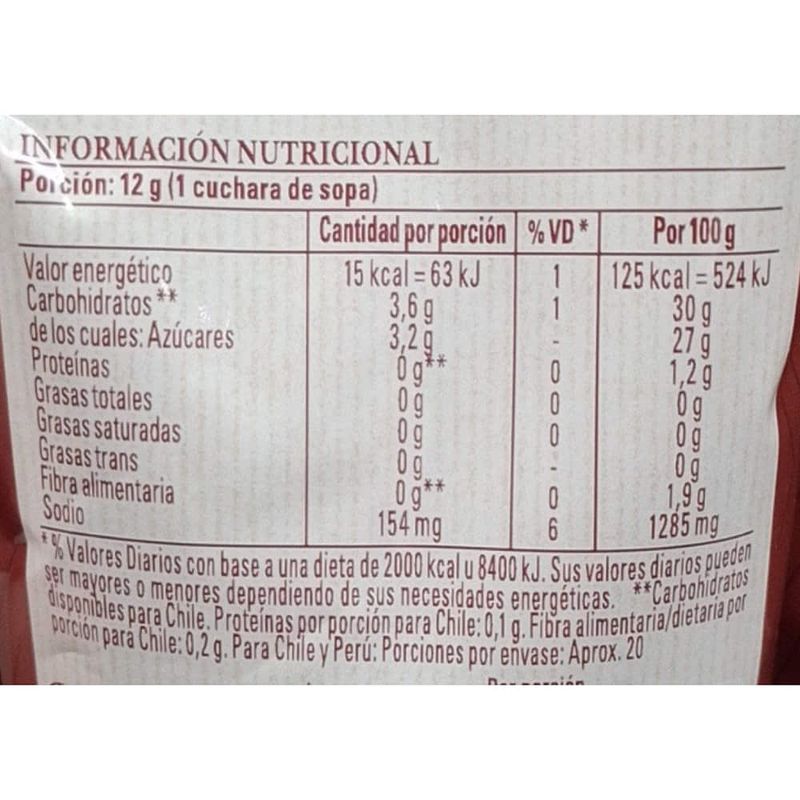 INFORMACIÓN NUTRICIONAL
Porción: 12 g (1 cuchara de sopa)
Cantidad por porción % VD * Por 100 g
Valor energético 15 kcal = 63 kJ 1 125 kcal = 524 kJ
Carbohidratos ** 3,6 g 1 30 g
de los cuales: Azúcares 3,2 g - 27 g
Proteínas 0 g** 0 1,2 g
Grasas totales 0 g 0 0 g
Grasas saturadas 0 g 0 0 g
Grasas trans 0 g - 0 g
Fibra alimentaria 0 g** 0 1,9 g
Sodio 154 mg 6 1285 mg
* % Valores Diarios con base a una dieta de 2000 kcal u 8400 kJ. Sus valores diarios pueden
ser mayores o menores dependiendo de sus necesidades energéticas. **Carbohidratos
disponibles para Chile. Proteínas por porción para Chile: 0,1 g. Fibra alimentaria/dietaria por
porción para Chile: 0,2 g. Para Chile y Perú: Porciones por envase: Aprox. 20